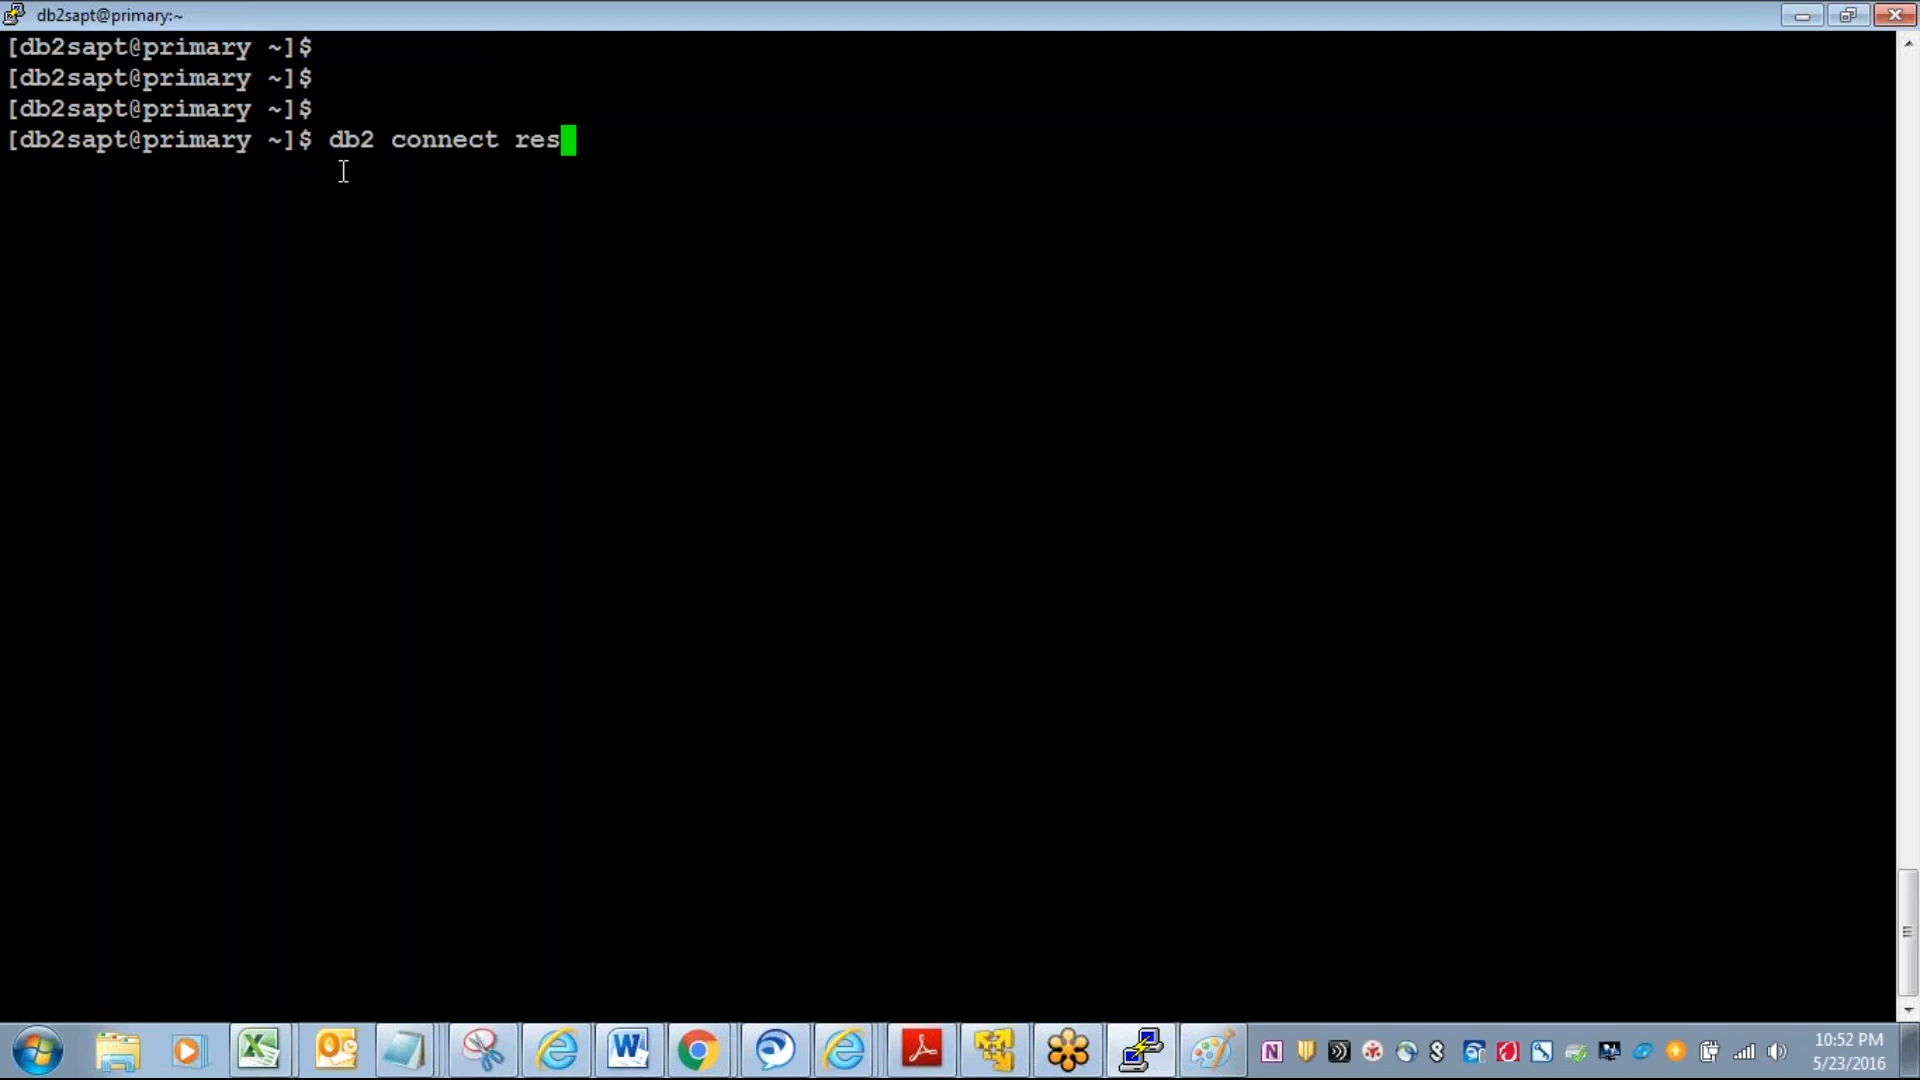 db2sapt@primary:~
[db2sapt@primary ~]$
[db2sapt@primary ~]$
[db2sapt@primary ~]$
[db2sapt@primary ~]$ db2 connect res
10:52 PM
5/23/2016